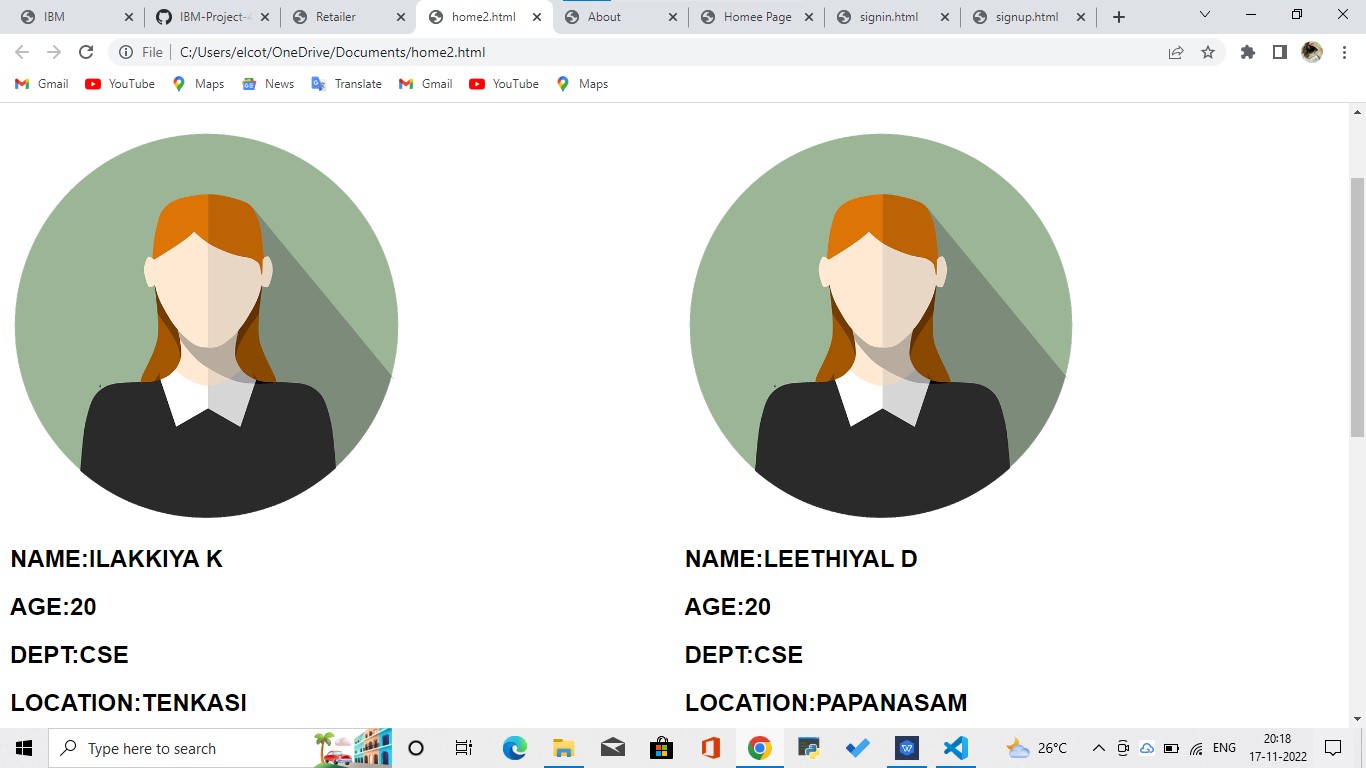 IBM
IBM-Project-4
Retailer
home2.html
About
Homee Page
signin.html
signup.html
File
C:/Users/elcot/OneDrive/Documents/home2.html
Gmail
YouTube
Maps
News
Translate
Gmail
YouTube
Maps
NAME:ILAKKIYA K
AGE:20
DEPT:CSE
LOCATION:TENKASI
NAME:LEETHIYAL D
AGE:20
DEPT:CSE
LOCATION:PAPANASAM
Type here to search
26°C
ENG
20:18
17-11-2022